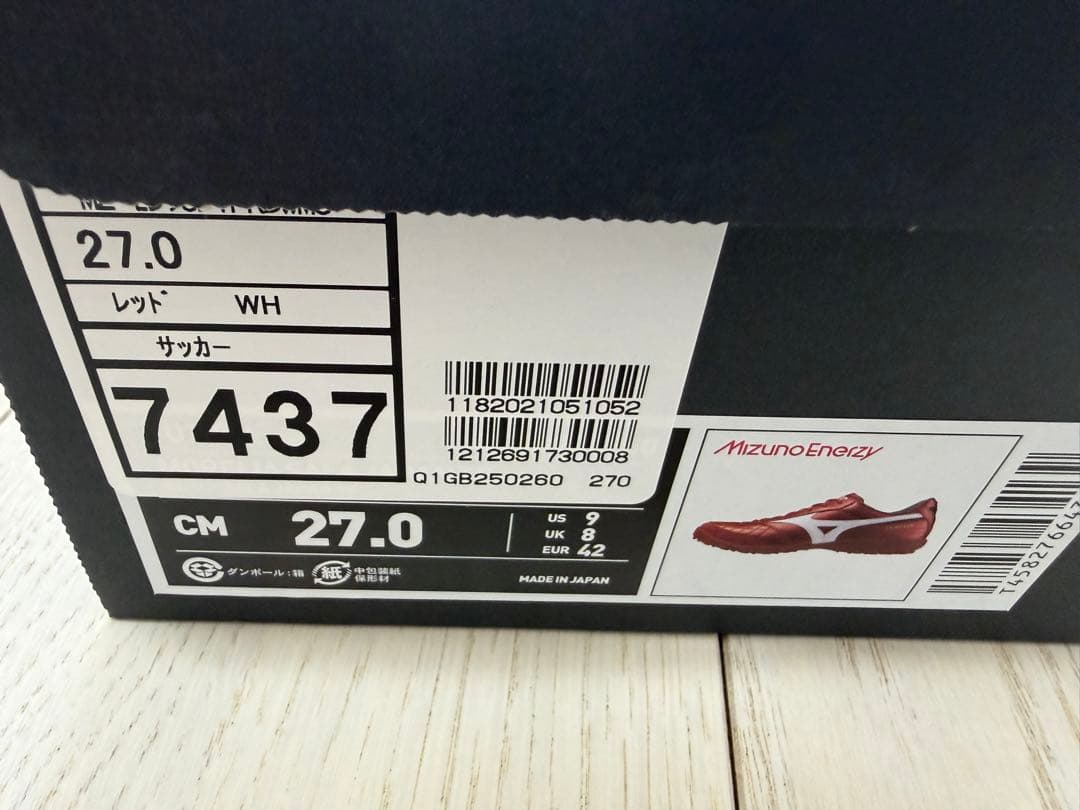 27.0
レッド WH
サッカー
7437
1182021051052
1212691730008
Q1GB250260 270
CM 27.0
US 9
UK 8
EUR 42
ダンボール:箱
紙 中包装紙
保形材
MADE IN JAPAN
Mizuno Enerzy